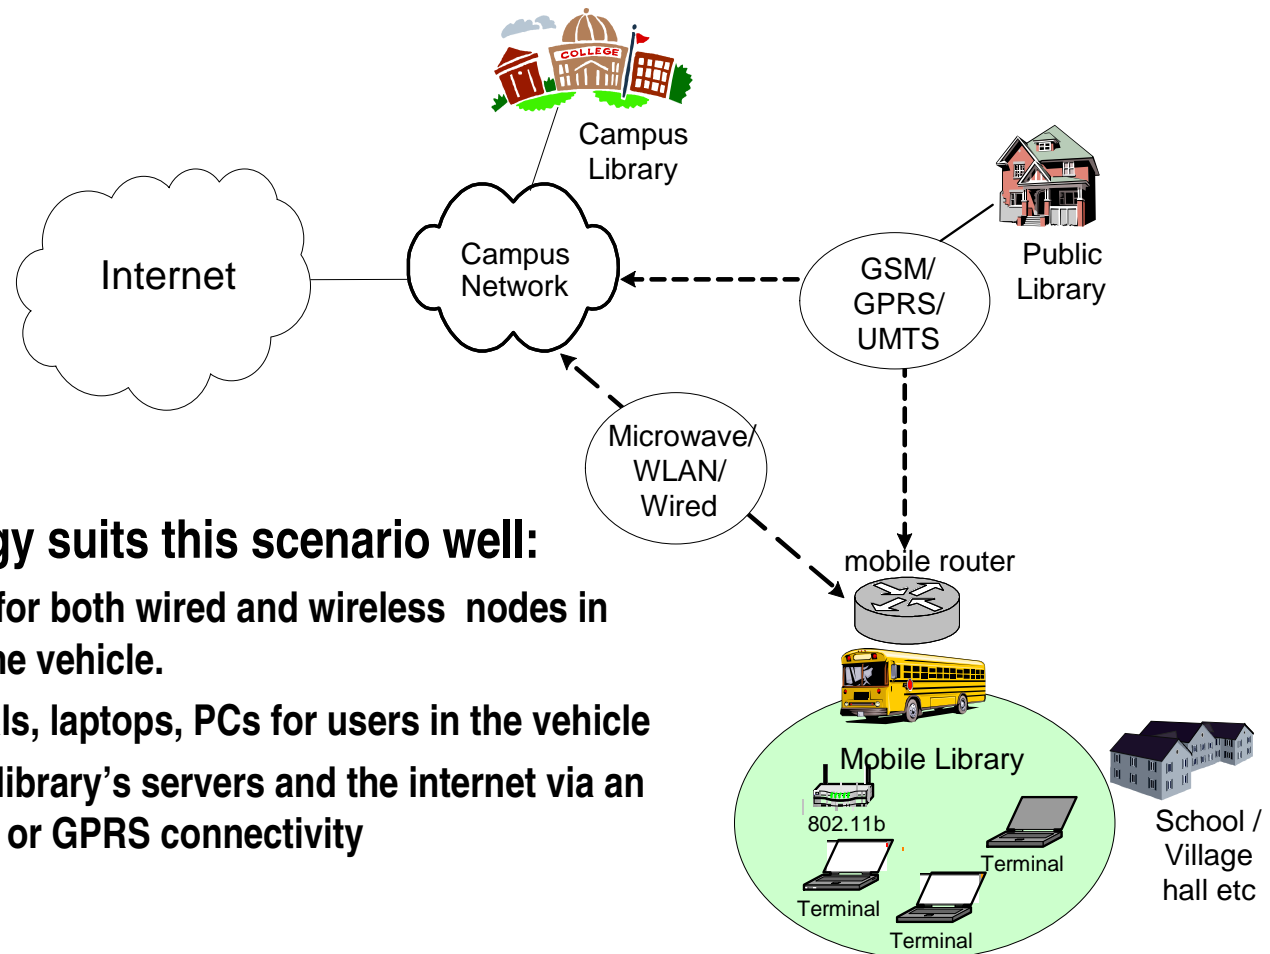 COLLEGE
Campus
Library
Internet
Campus
Network
GSM/
GPRS/
UMTS
Public
Library
Microwave/
WLAN/
Wired
gy suits this scenario well:
for both wired and wireless nodes in
he vehicle.
als, laptops, PCs for users in the vehicle
library's servers and the internet via an
or GPRS connectivity
mobile router
Mobile Library
802.11b
Terminal
Terminal
Terminal
School /
Village
hall etc